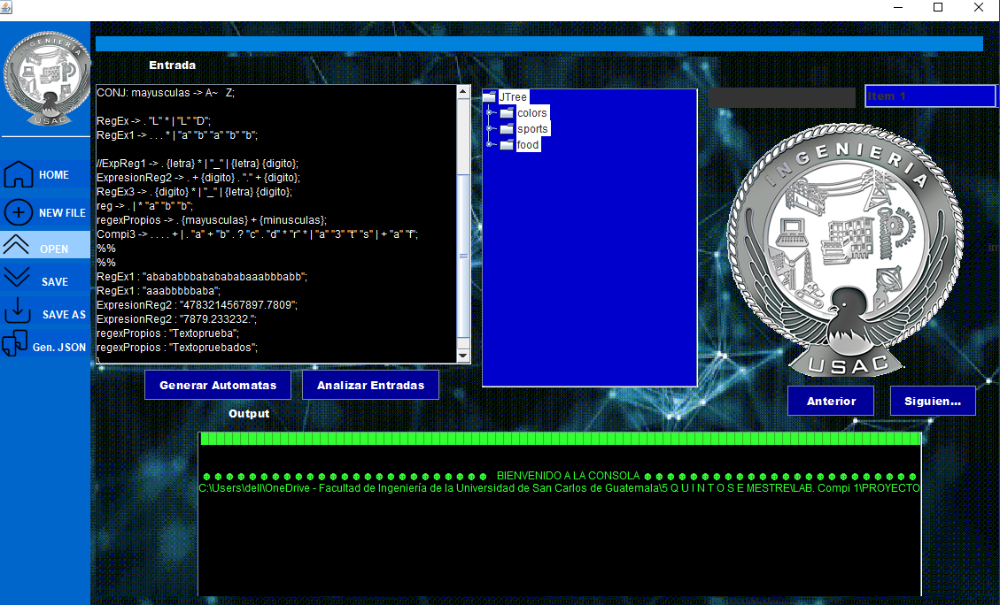 INGENIERIA
USAC
HOME
NEW FILE
OPEN
SAVE
SAVE AS
Gen. JSON
Entrada
CONJ: mayusculas -> A~ Z;
RegEx -> . "L" * | "L" "D";
RegEx1 -> . . . * | "a" "b" "a" "b" "b";
//ExpReg1 -> . {letra} * | "_" | {letra} {digito};
ExpresionReg2 -> . + {digito} . "." + {digito};
RegEx3 -> . {digito} * | "_" | {letra} {digito};
reg -> . | * "a" "b" "b";
regexPropios -> . {mayusculas} + {minusculas};
Compi3 -> . . . . + | . "a" + "b" . ? "c" . "d" * "r" * | "a" "3" "t" "s" | + "a" "f";
%%
%%
RegEx1 : "abababbbabababababaaabbbabb";
RegEx1 : "aaabbbbbaba";
ExpresionReg2 : "4783214567897.7809";
ExpresionReg2 : "7879.233232.";
regexPropios : "Textoprueba";
regexPropios : "Textopruebados";
Generar Automatas
Analizar Entradas
JTree
colors
sports
food
Item 1
INGENIERIA
USAC
Anterior
Siguien...
Output
BIENVENIDO A LA CONSOLA
C:\Users\dell\OneDrive - Facultad de Ingeniería de la Universidad de San Carlos de Guatemala\5 Q U I N T O S E MESTRE\LAB. Compi 1\PROYECTO